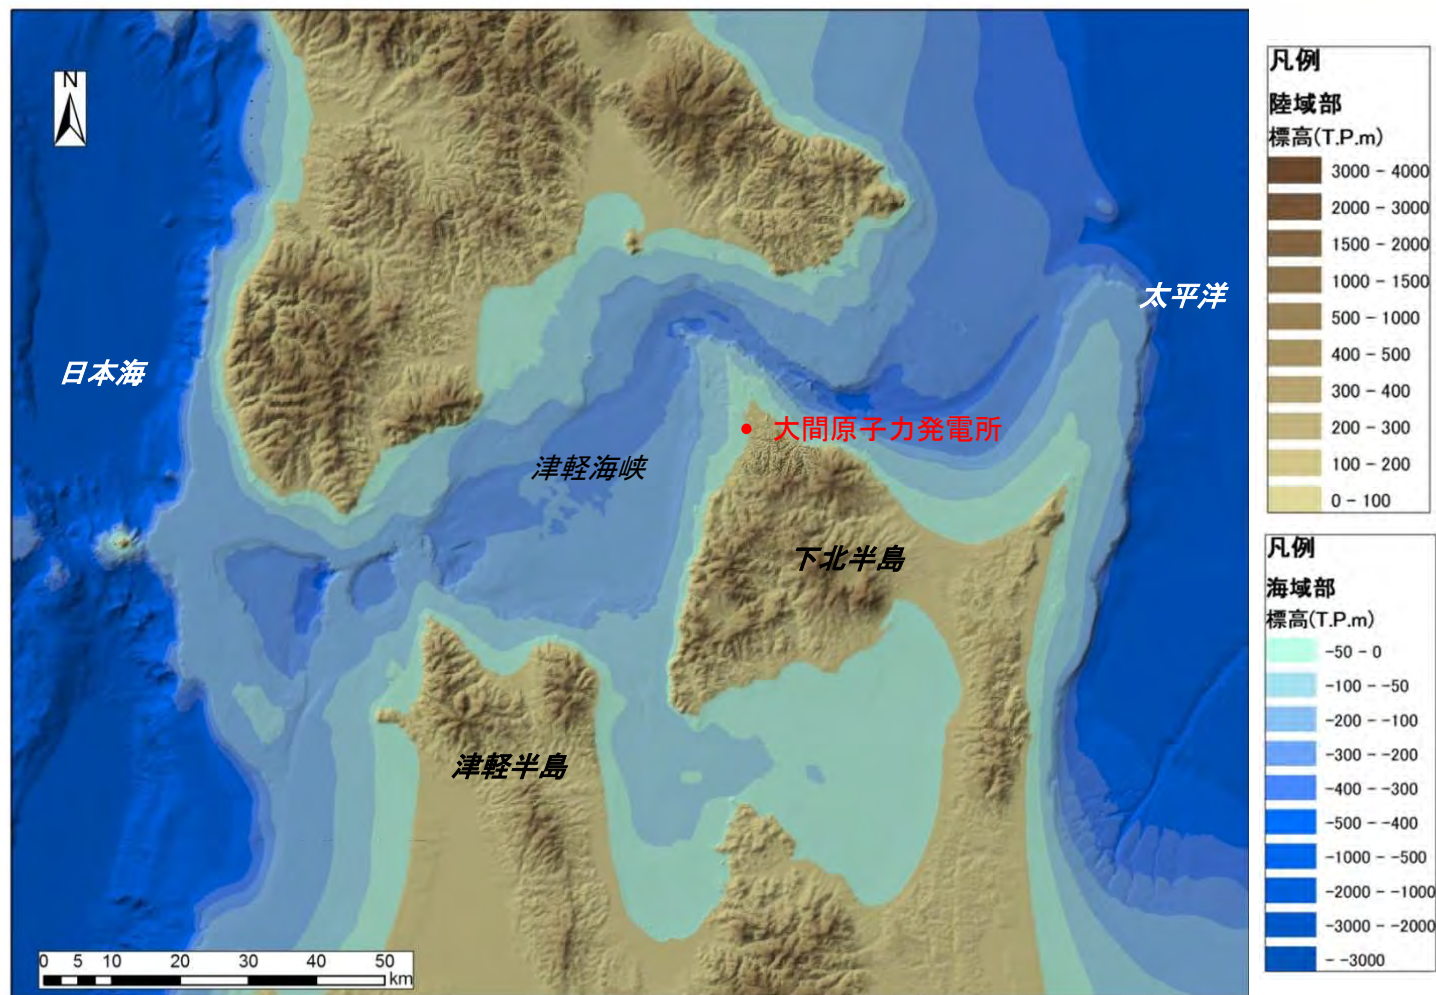 N
日本海
太平洋
大間原子力発電所
津軽海峡
下北半島
津軽半島
0 5 10 20 30 40 50
km
凡例
陸域部
標高(T.P.m)
3000 - 4000
2000 - 3000
1500 - 2000
1000 - 1500
500 - 1000
400 - 500
300 - 400
200 - 300
100 - 200
0 - 100
凡例
海域部
標高(T.P.m)
-50 - 0
-100 - -50
-200 - -100
-300 - -200
-400 - -300
-500 - -400
-1000 - -500
-2000 - -1000
-3000 - -2000
- -3000